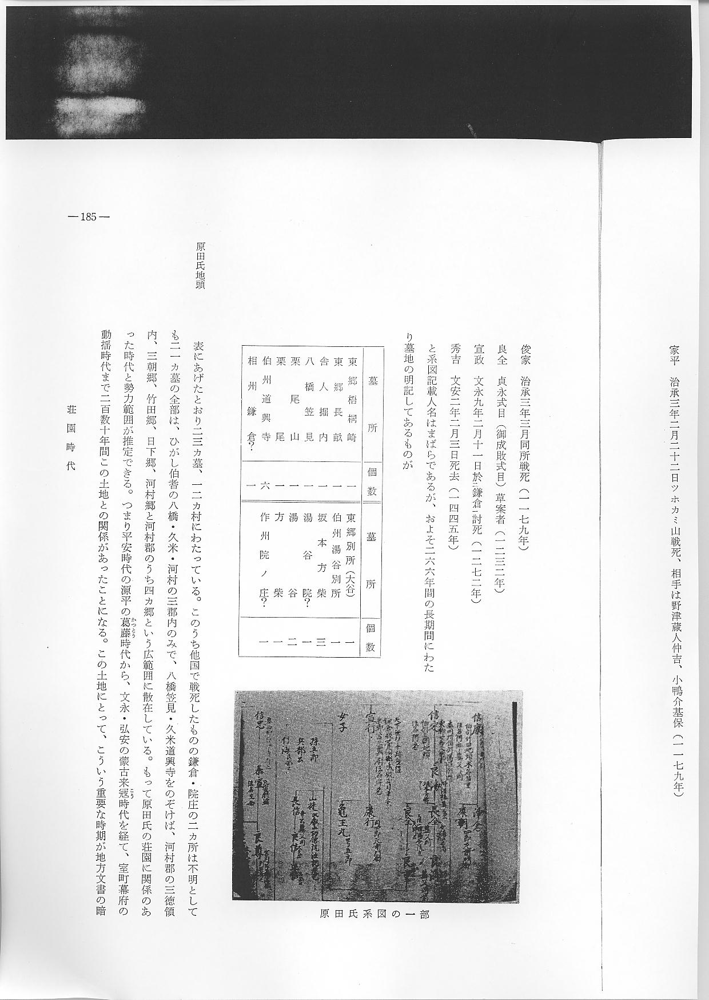 家平　治承三年二月二十二日ツホカミ山戦死、相手は野津蔵人仲吉、小鴨介基保（一一七九年）
俊家　治承三年三月同所戦死（一一七九年）
良全　貞永式目（御成敗式目）草案者（一二三二年）
宣政　文永九年二月十一日於ニ鎌倉一討死（一二七二年）
秀吉　文安二年二月三日死去（一四四五年）
と系図記載人名はまばらであるが、およそ二六六年間の長期間にわた
り墓地の明記してあるものが
墓所　個数　墓所　個数
東郷梧桐崎　一　東郷別所（大谷）　一
東郷長畝　一　伯州湯谷別所　一
舎人堀内　一　坂本方柴　三
八橋笠見　一　湯谷院？　一
栗尾山　一　湯谷　二
栗尾　一　方柴　一
伯州道興寺　六　作州院ノ庄？　一
相州鎌倉？　一
原田氏系図の一部
原田氏地頭
表にあげたとおり二三カ墓、一二カ村にわたっている。このうち他国で戦死したものの鎌倉・院庄の二カ所は不明として
も二一カ墓の全部は、ひがし伯耆の八橋・久米・河村の三郡内のみで、八橋笠見・久米道興寺をのぞけば、河村郡の三徳領
内、三朝郷、竹田郷、日下郷、河村郷と河村郡のうち四カ郷という広範囲に散在している。もって原田氏の荘園に関係のあ
った時代と勢力範囲が推定できる。つまり平安時代の源平の葛藤かっとう時代から、文永・弘安の蒙古来冦こう時代を経て、室町幕府の
動揺時代まで二百数十年間この土地との関係があったことになる。この土地にとって、こういう重要な時期が地方文書の暗
荘園時代
—185—